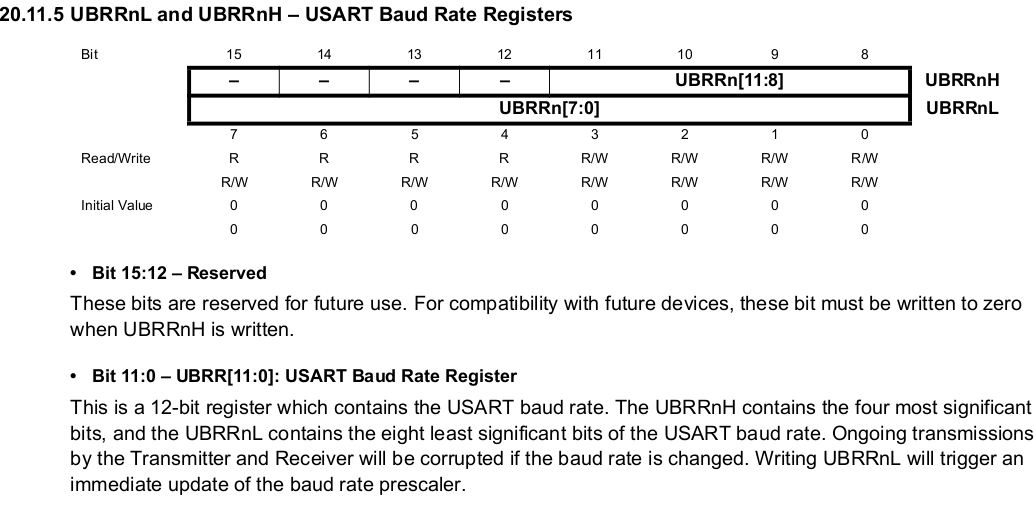 20.11.5 UBRRnL and UBRRnH – USART Baud Rate Registers
Bit 15 14 13 12 11 10 9 8
– – – – UBRRn[11:8] UBRRnH
UBRRn[7:0] UBRRnL
7 6 5 4 3 2 1 0
Read/Write R R R R R/W R/W R/W R/W
R/W R/W R/W R/W R/W R/W R/W R/W
Initial Value 0 0 0 0 0 0 0 0
0 0 0 0 0 0 0 0
• Bit 15:12 – Reserved
These bits are reserved for future use. For compatibility with future devices, these bit must be written to zero
when UBRRnH is written.
• Bit 11:0 – UBRR[11:0]: USART Baud Rate Register
This is a 12-bit register which contains the USART baud rate. The UBRRnH contains the four most significant
bits, and the UBRRnL contains the eight least significant bits of the USART baud rate. Ongoing transmissions
by the Transmitter and Receiver will be corrupted if the baud rate is changed. Writing UBRRnL will trigger an
immediate update of the baud rate prescaler.